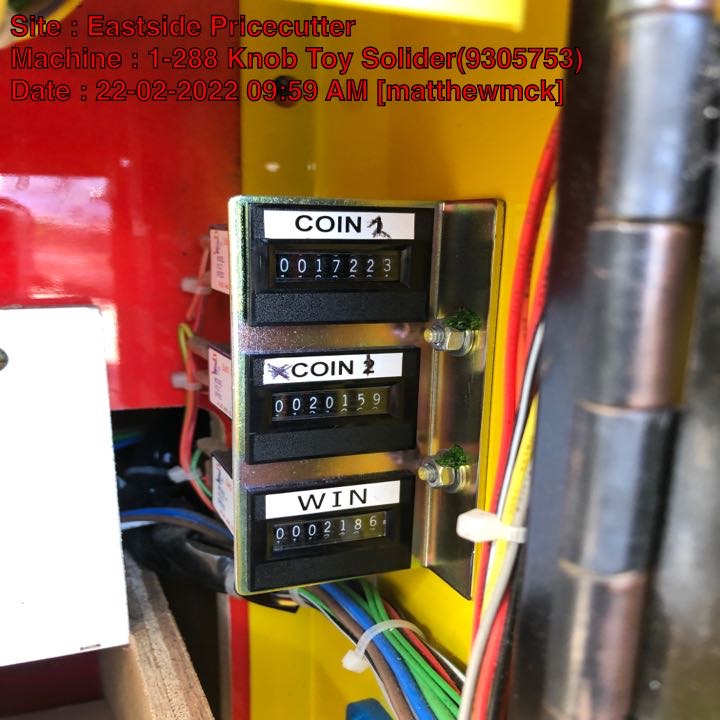 Site : Eastside Pricecutter
Machine : 1-288 Knob Toy Solider(9305753)
Date : 22-02-2022 09:59 AM [matthewmck]
COIN 1
0017223
COIN 2
0020159
WIN
0002186